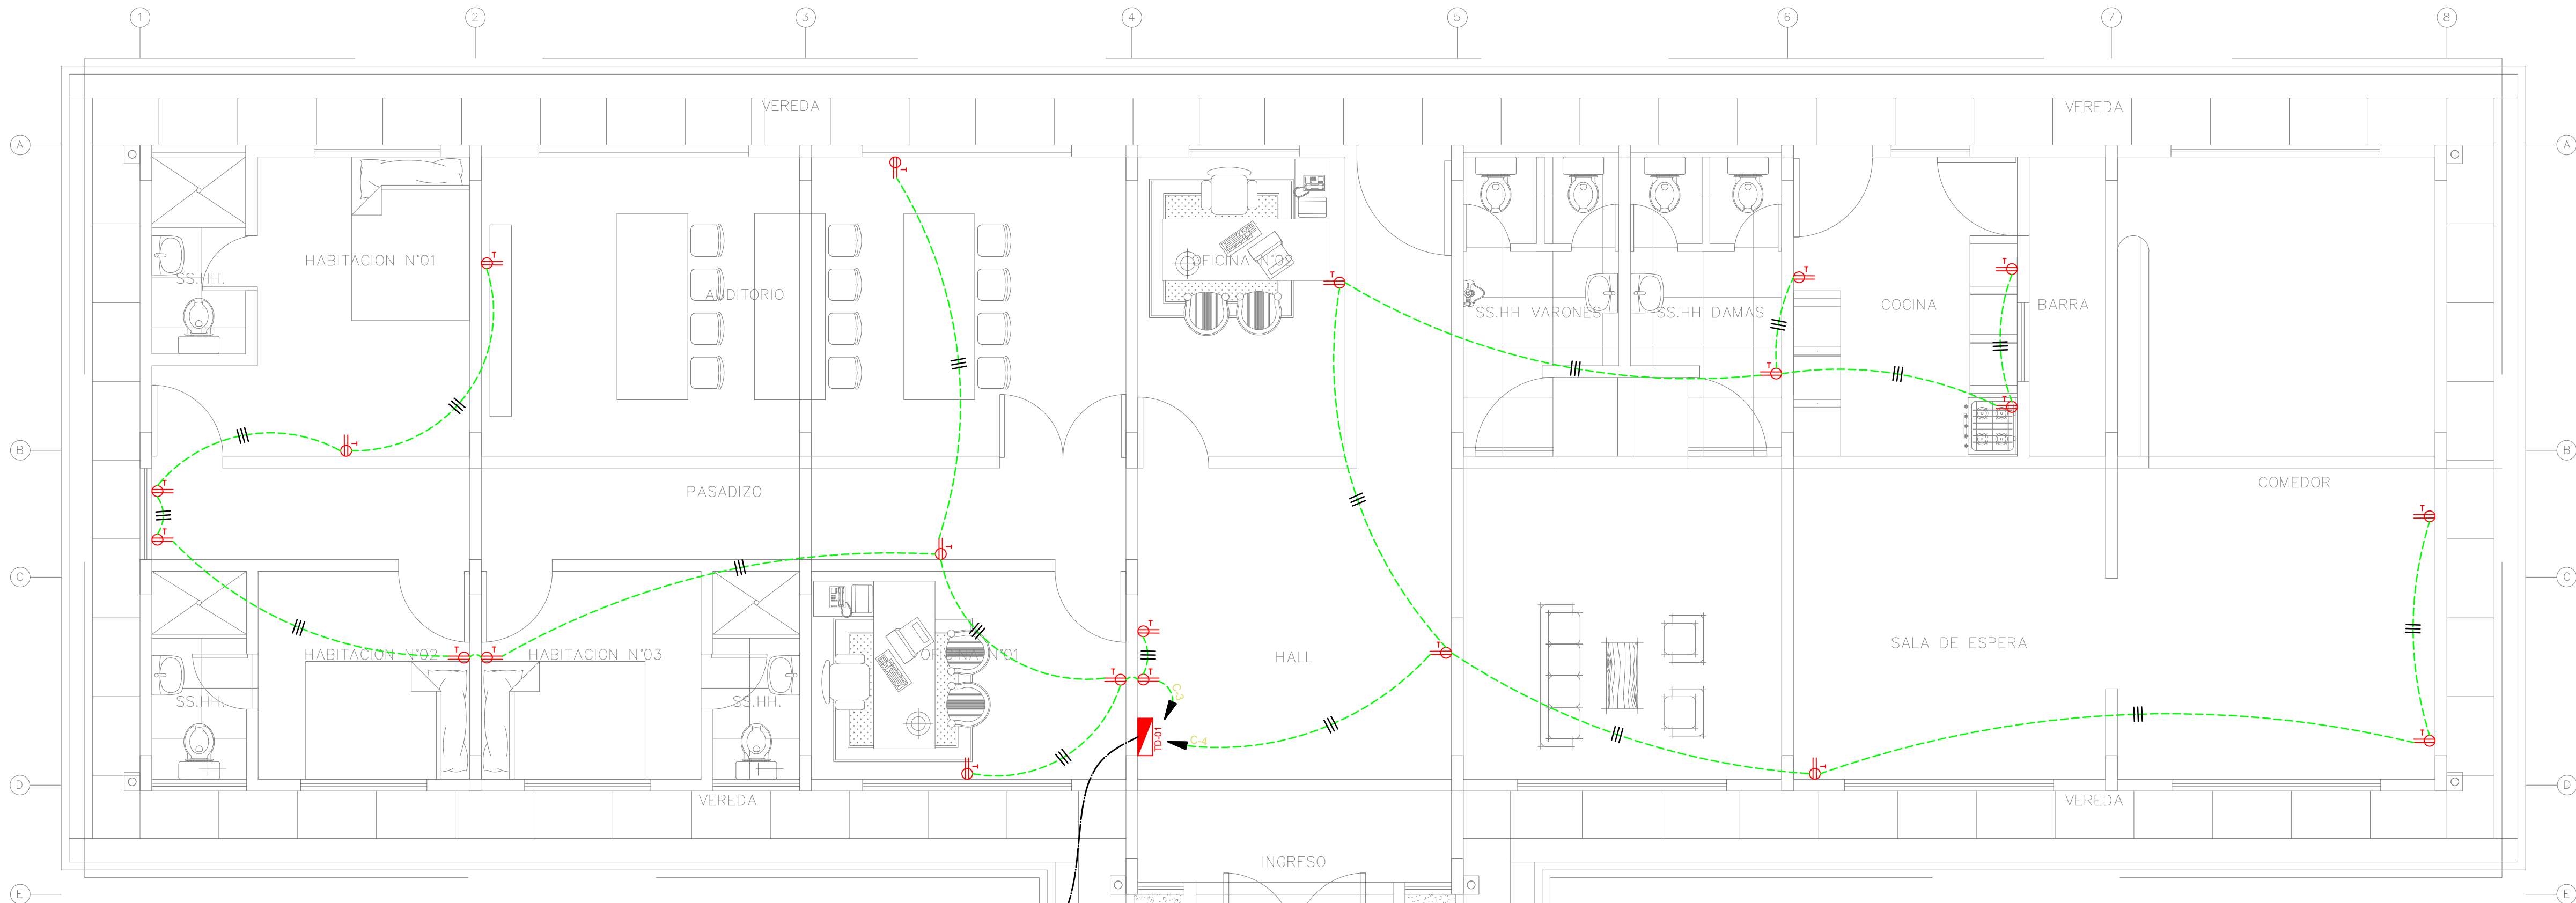 1 2 3 4 5 6 7 8
VEREDA VEREDA
A A
T
HABITACION N°01
T
OFICINA N°02
T
T
T
SS.HH.
AUDITORIO
SS.HH VARONES
SS.HH DAMAS
COCINA
BARRA
T
T
T
B B
T
PASADIZO
COMEDOR
T
T
T
C C
T
HABITACION N°02
T
T
HABITACION N°03
OFICINA N°01
HALL
T
SALA DE ESPERA
T
T
SS.HH.
SS.HH.
C-3
TD-01
C-4
T
T
T
D D
VEREDA VEREDA
INGRESO
E E